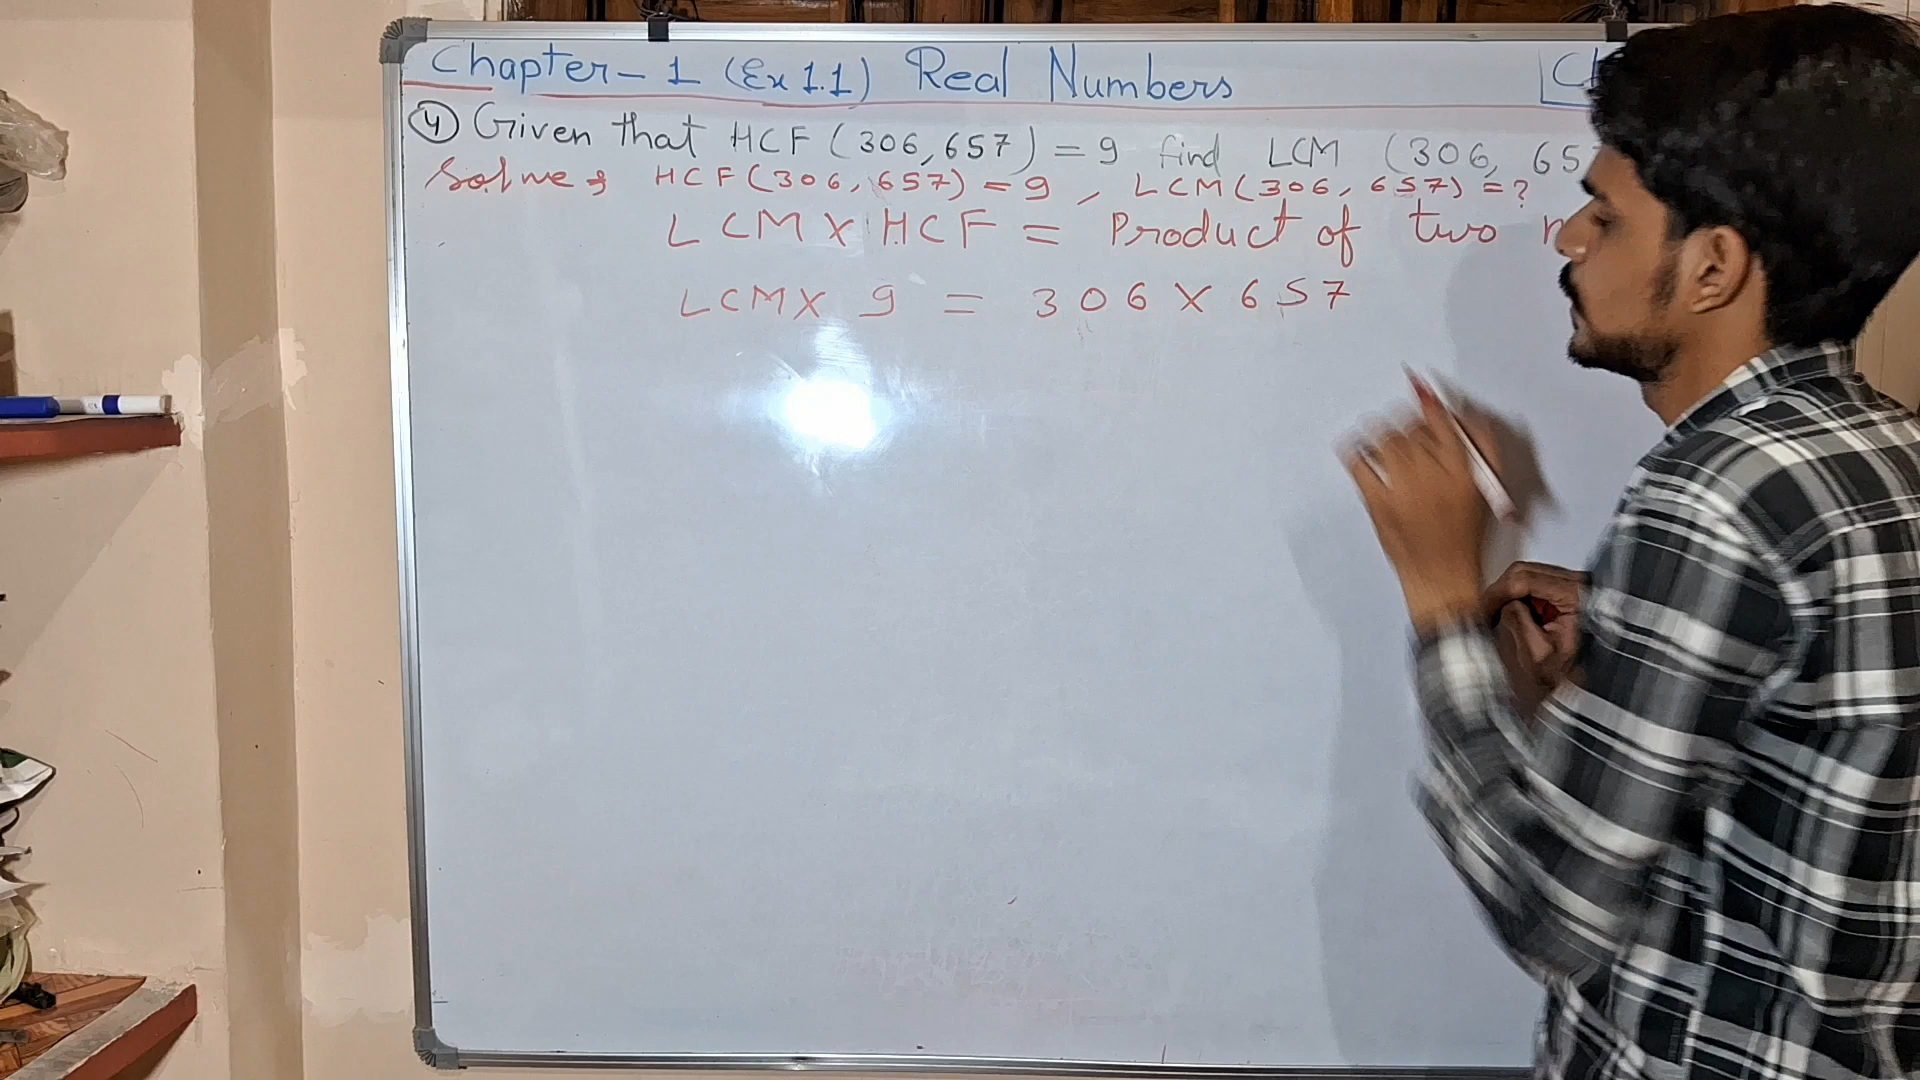 Chapter-1 (Ex 1.1) Real Numbers
④ Given that HCF (306,657) = 9 find LCM (306, 65
Solve HCF(306, 657) = 9, LCM(306, 657) = ?
LCM X HCF = Product of two
LCM X 9 = 306 X 657